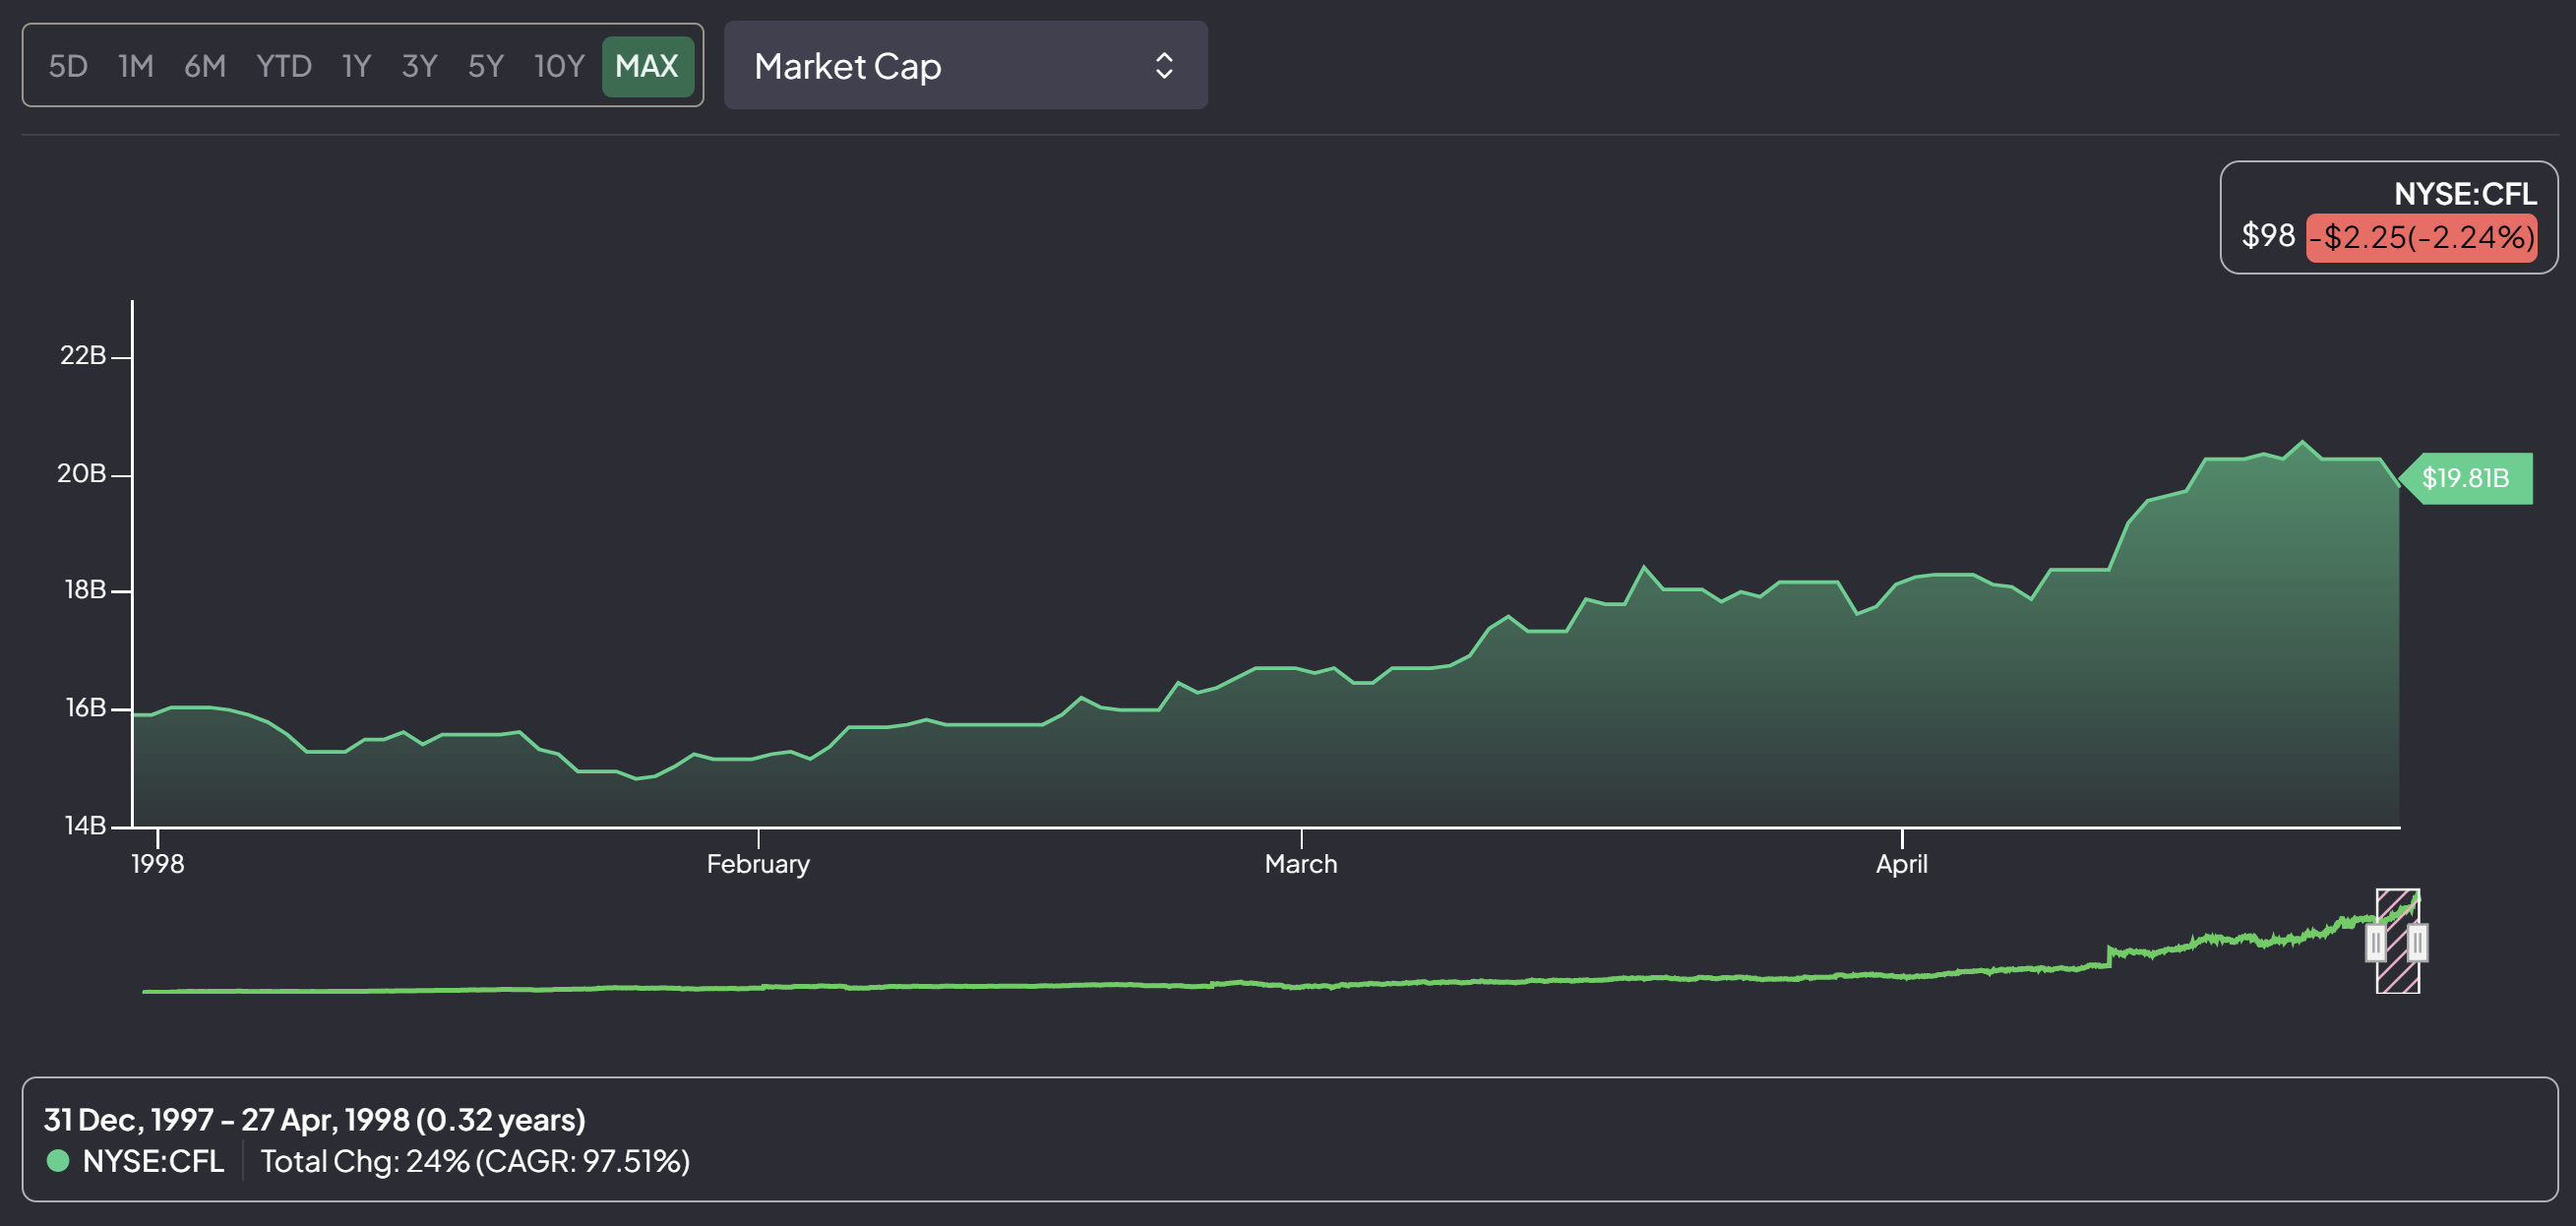 5D 1M 6M YTD 1Y 3Y 5Y 10Y MAX Market Cap
NYSE:CFL
$98 -$2.25(-2.24%)
22B
20B
$19.81B
18B
16B
14B
1998 February March April
31 Dec, 1997 - 27 Apr, 1998 (0.32 years)
NYSE:CFL Total Chg: 24% (CAGR: 97.51%)